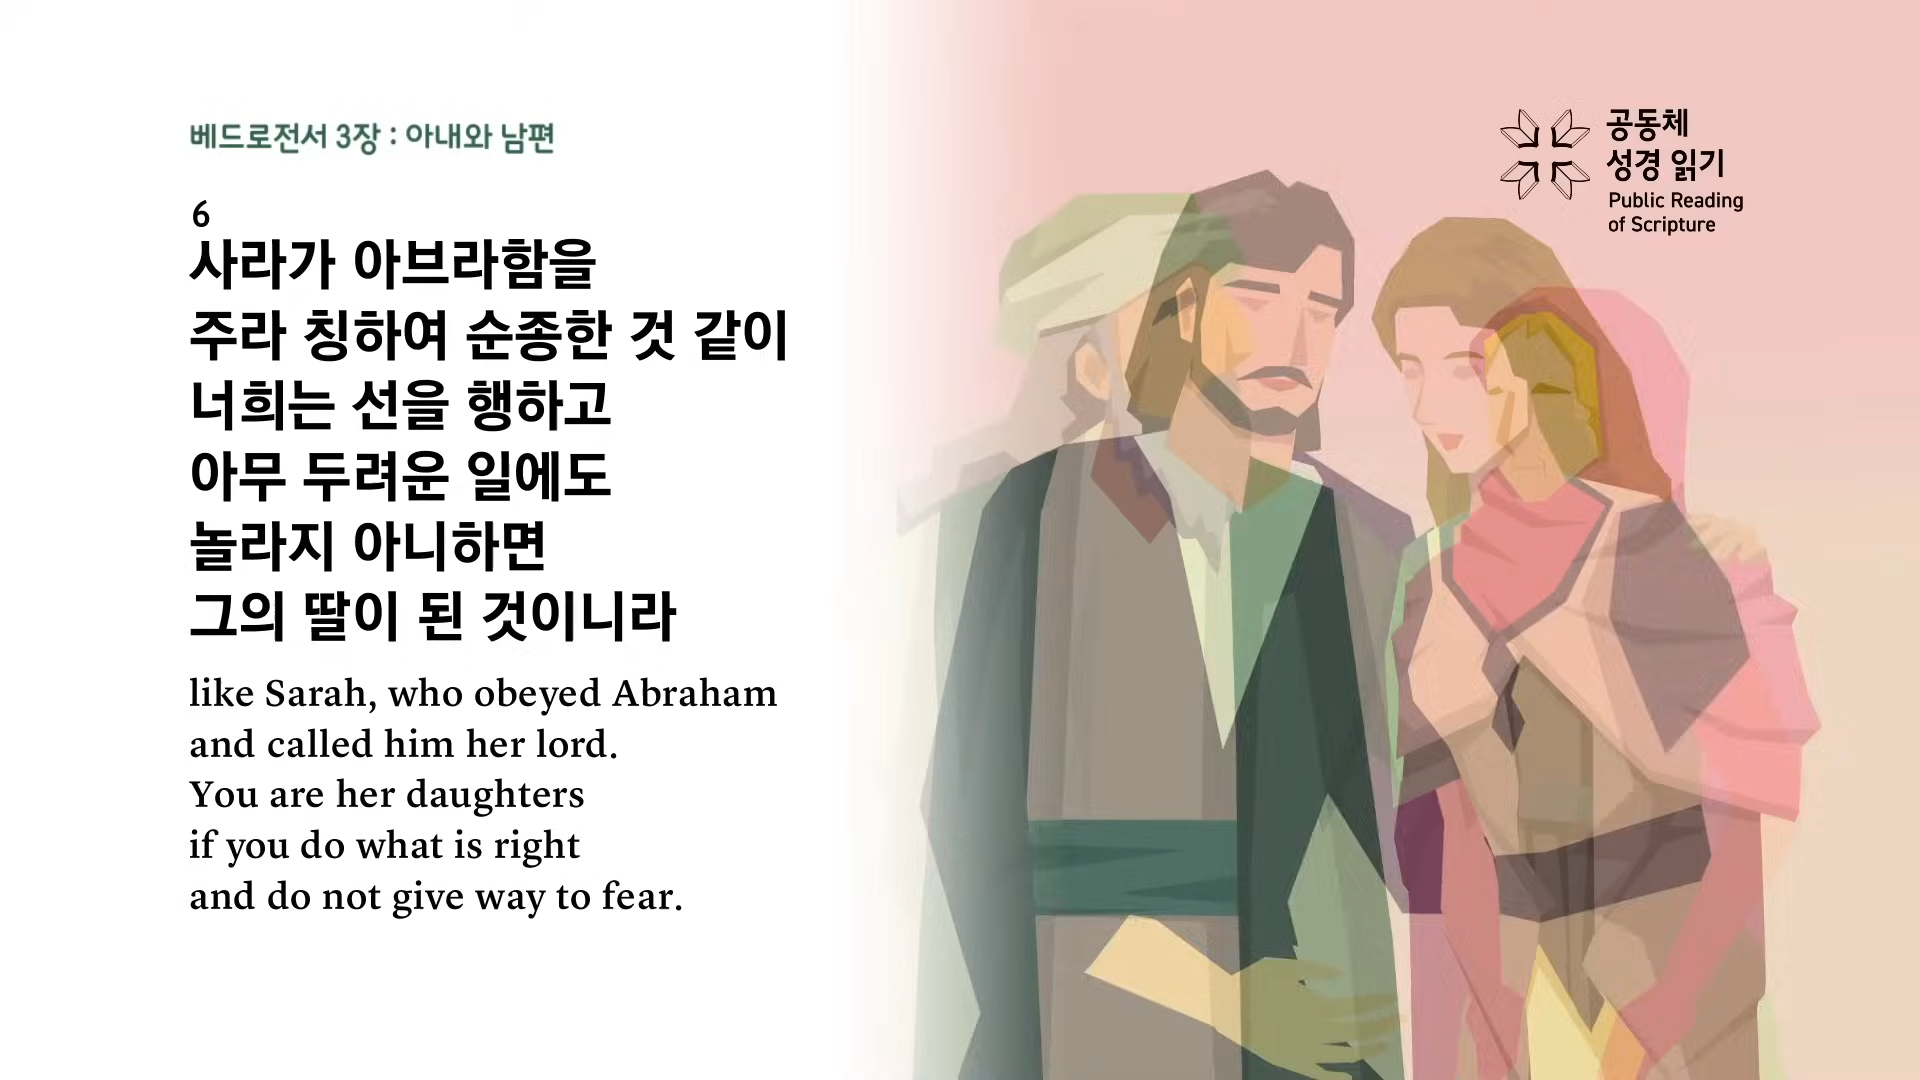 베드로전서 3장 : 아내와 남편
6
사라가 아브라함을
주라 칭하여 순종한 것 같이
너희는 선을 행하고
아무 두려운 일에도
놀라지 아니하면
그의 딸이 된 것이니라
like Sarah, who obeyed Abraham
and called him her lord.
You are her daughters
if you do what is right
and do not give way to fear.
공동체
성경 읽기
Public Reading
of Scripture